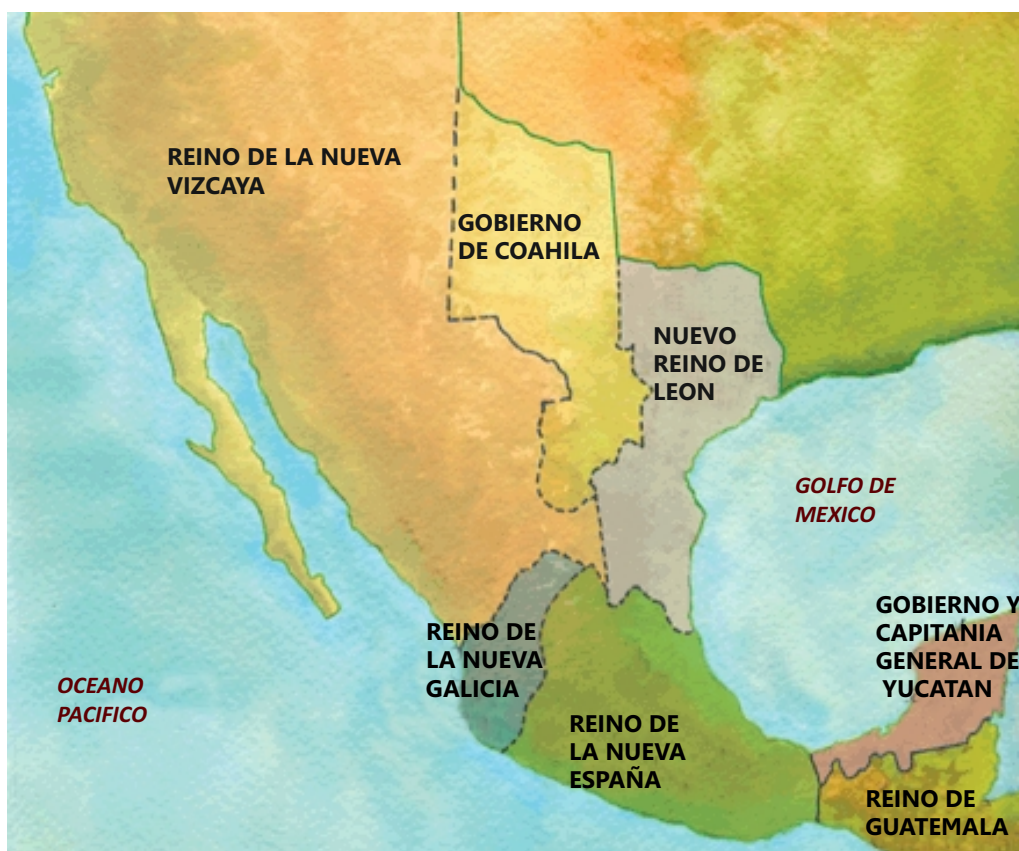 REINO DE LA NUEVA
VIZCAYA
GOBIERNO
DE COAHILA
NUEVO
REINO DE
LEON
GOLFO DE
MEXICO
GOBIERNO Y
CAPITANIA
GENERAL DE
YUCATAN
REINO DE
LA NUEVA
GALICIA
OCEANO
PACIFICO
REINO DE
LA NUEVA
ESPAÑA
REINO DE
GUATEMALA